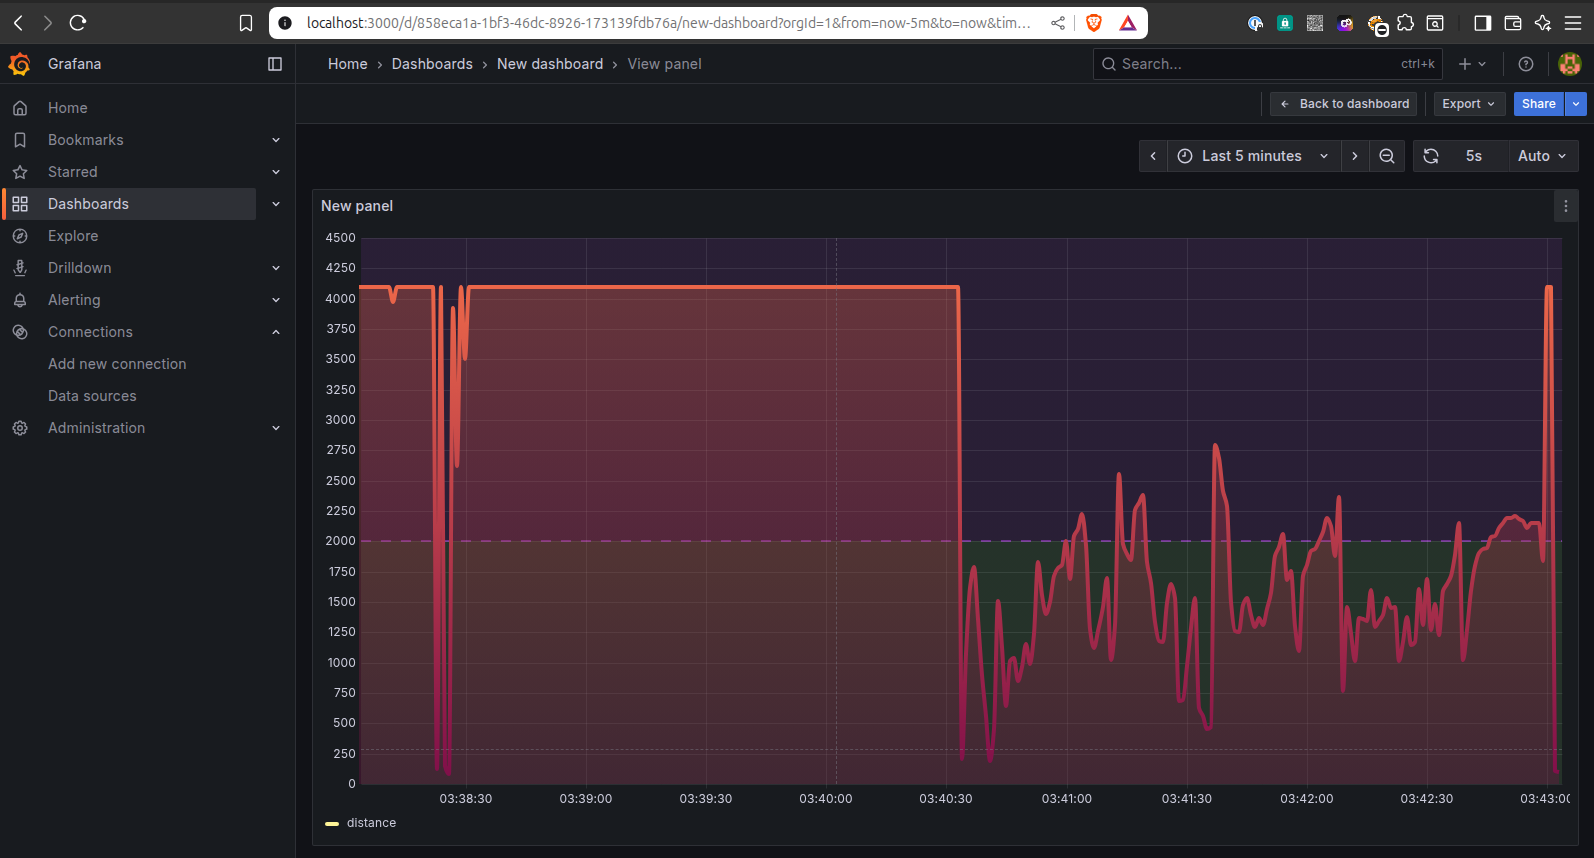 localhost:3000/d/858eca1a-1bf3-46dc-8926-173139fdb76a/new-dashboard?orgId=1&from=now-5m&to=now&tim...
Grafana
Home › Dashboards › New dashboard › View panel
Search...
ctrl+k
Back to dashboard
Export
Share
Home
Bookmarks
Starred
Dashboards
Explore
Drilldown
Alerting
Connections
Add new connection
Data sources
Administration
Last 5 minutes
5s
Auto
New panel
4500
4250
4000
3750
3500
3250
3000
2750
2500
2250
2000
1750
1500
1250
1000
750
500
250
0
03:38:30 03:39:00 03:39:30 03:40:00 03:40:30 03:41:00 03:41:30 03:42:00 03:42:30 03:43:00
distance